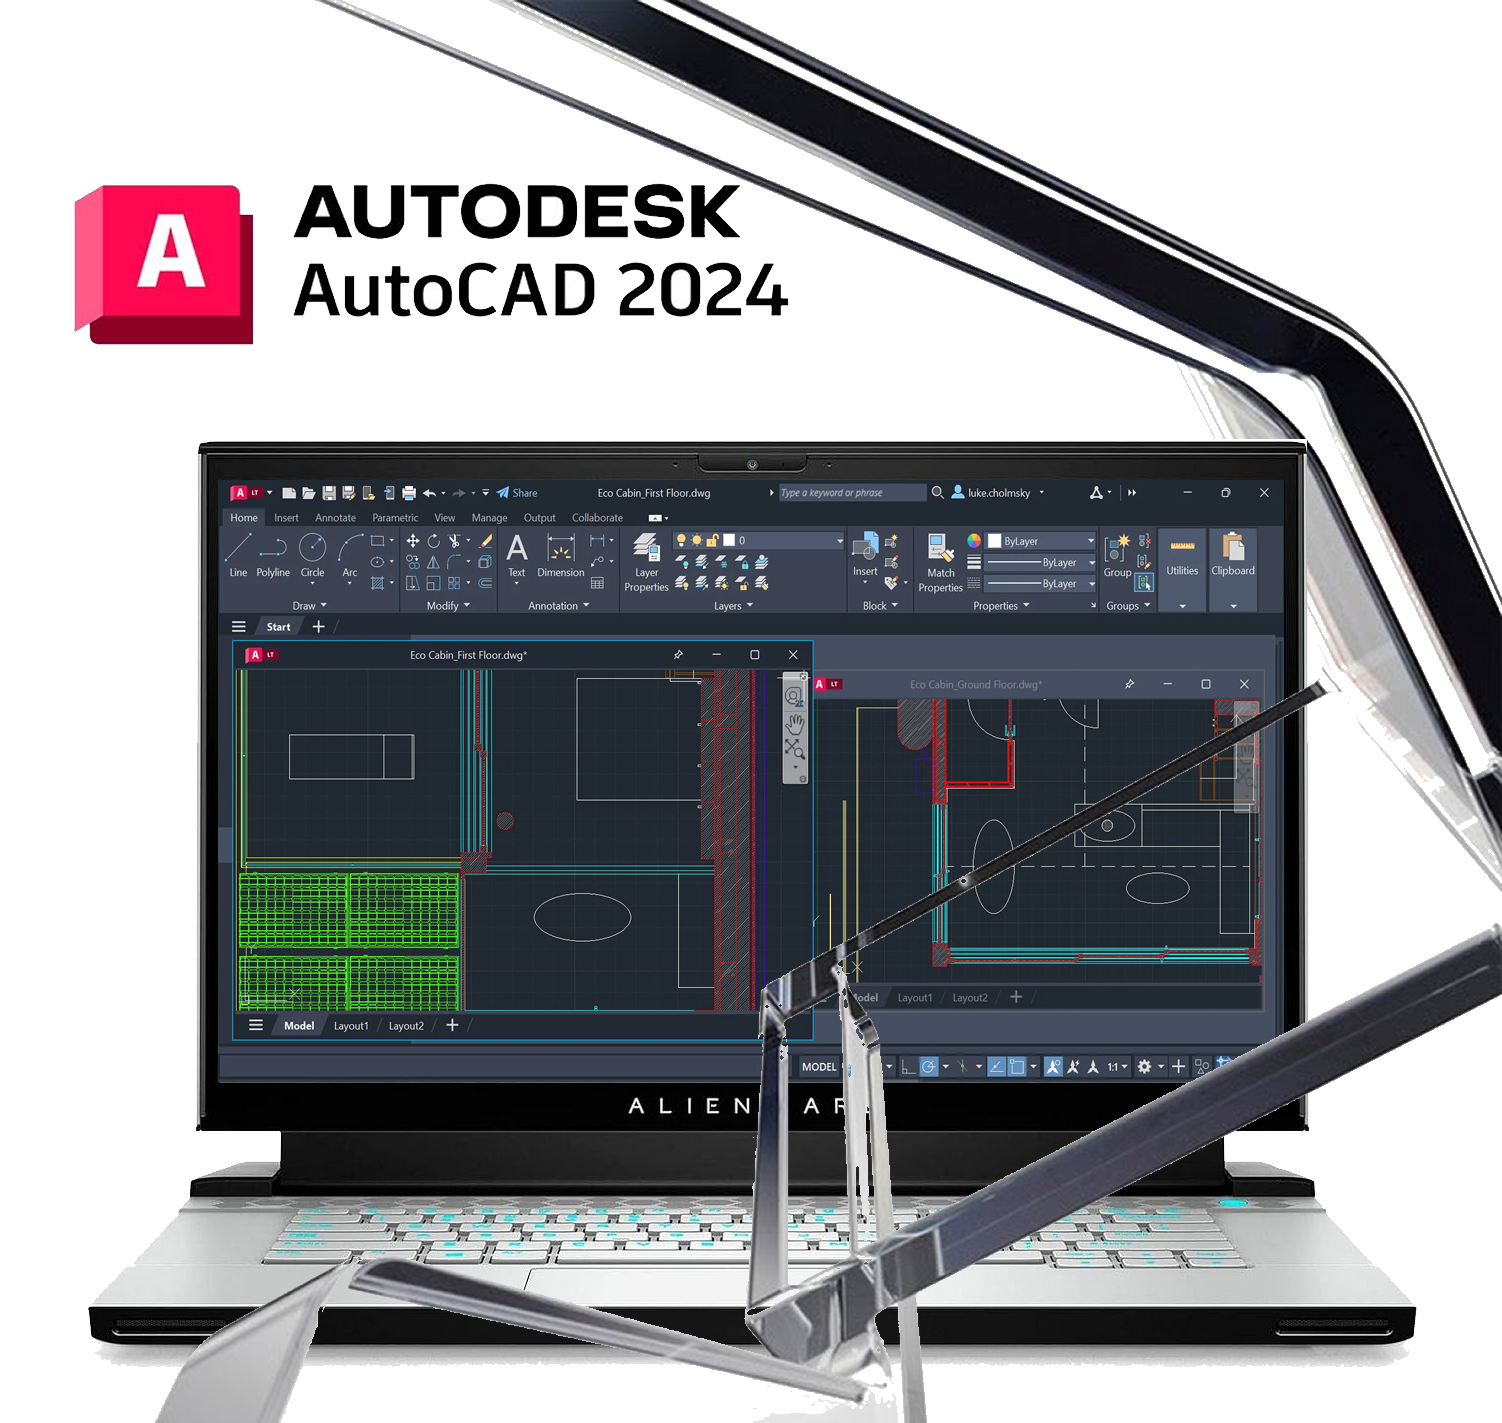 A
AUTODESK
AutoCAD 2024
A LT
Share
Eco Cabin_First Floor.dwg
Type a keyword or phrase
luke.cholmsky
Home Insert Annotate Parametric View Manage Output Collaborate
Line Polyline Circle Arc
A
Text Dimension
Layer Properties
0
Insert
Match Properties
ByLayer
ByLayer
ByLayer
Group
Utilities
Clipboard
Draw Modify Annotation Layers Block Properties Groups
Start
A LT
Eco Cabin_First Floor.dwg*
A LT
Eco Cabin_Ground Floor.dwg*
X
Layout1 Layout2
Model Layout1 Layout2
MODEL
1:1